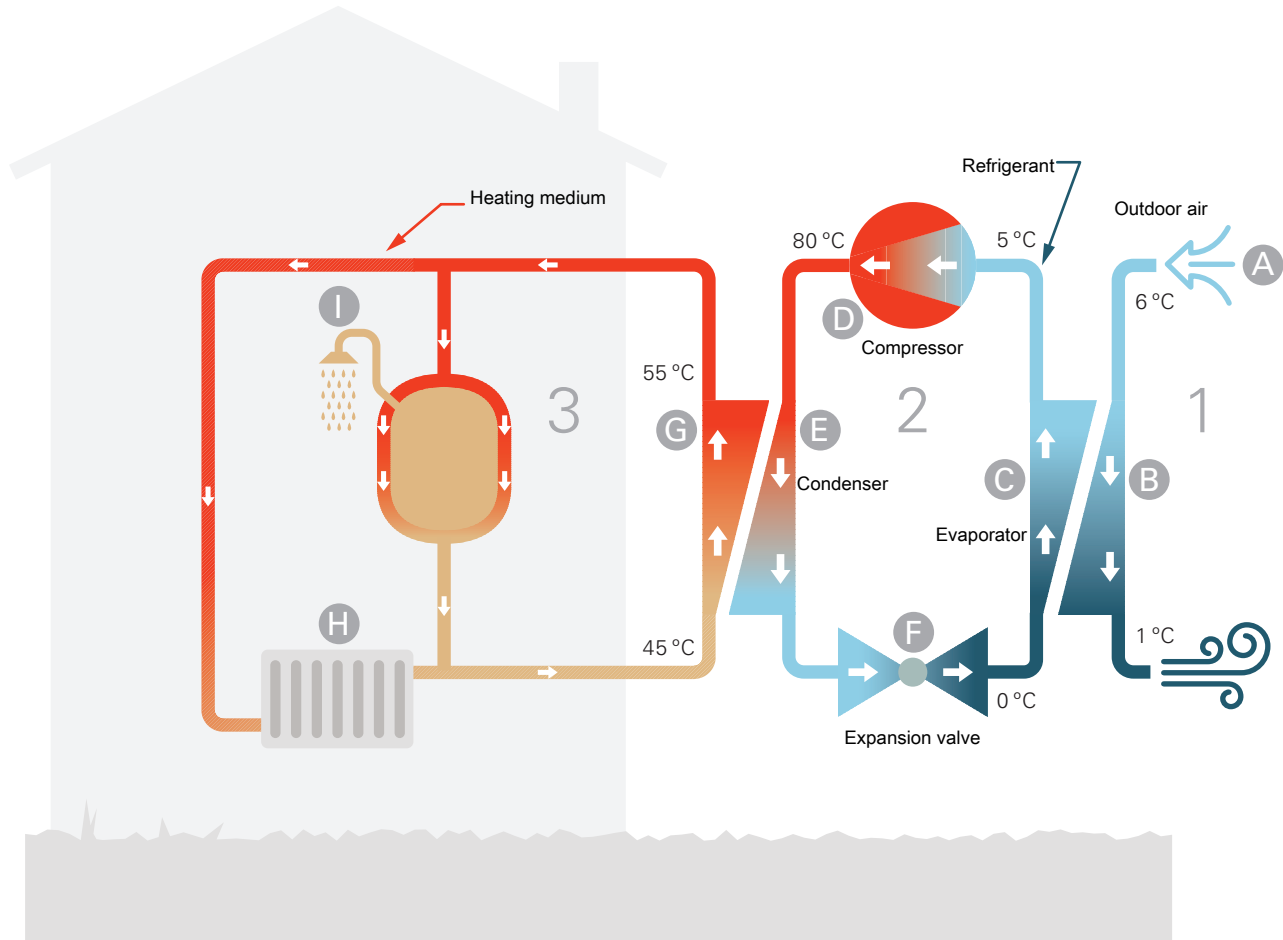 Refrigerant
Heating medium
Outdoor air
80 °C
5 °C
A
6 °C
I
D
Compressor
55 °C
3
2
1
G
E
Condenser
C
B
Evaporator
H
F
45 °C
1 °C
0 °C
Expansion valve